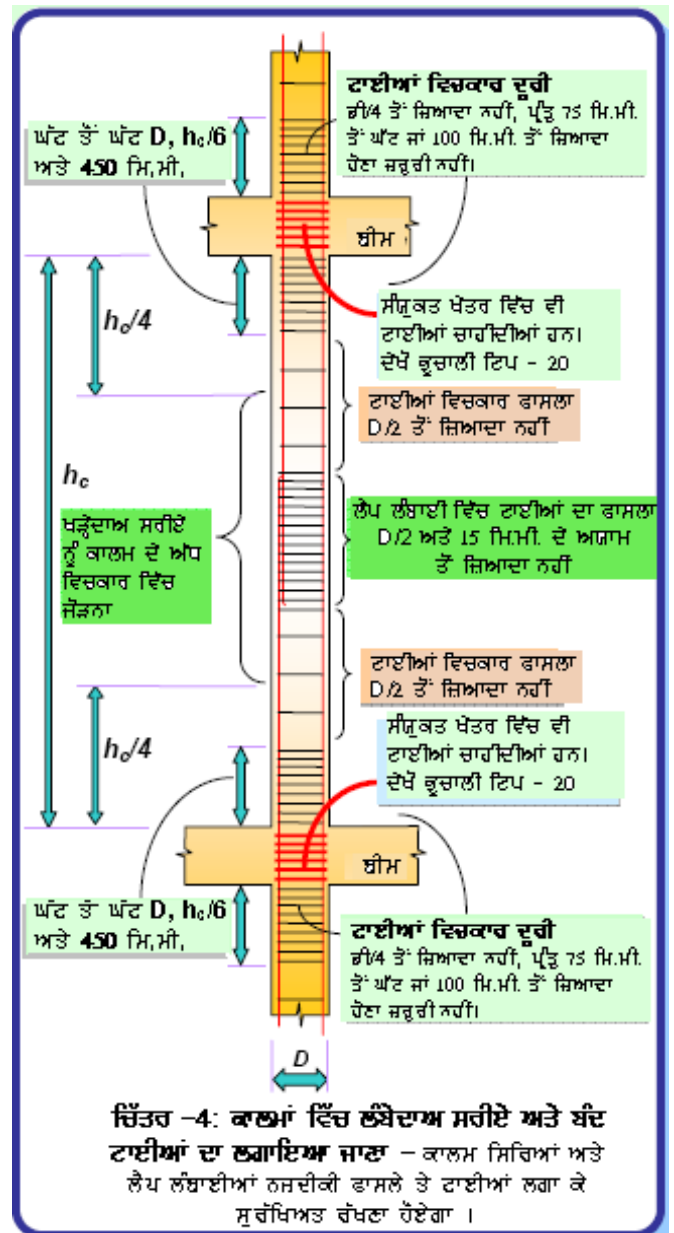 ਟਾਈਆਂ ਵਿਚਕਾਰ ਦੂਰੀ
ਡੀ/4 ਤੋਂ ਜ਼ਿਆਦਾ ਨਹੀਂ, ਪ੍ਰੰਤੂ 75 ਮਿ.ਮੀ.
ਤੋਂ ਘੱਟ ਜਾਂ 100 ਮਿ.ਮੀ. ਤੋਂ ਜ਼ਿਆਦਾ
ਹੋਣਾ ਜ਼ਰੂਰੀ ਨਹੀਂ।
ਘੱਟ ਤੋਂ ਘੱਟ D, hc/6
ਅਤੇ 450 ਮਿ.ਮੀ.
ਬੀਮ
hc/4
ਸੰਯੁਕਤ ਖੇਤਰ ਵਿੱਚ ਵੀ
ਟਾਈਆਂ ਚਾਹੀਦੀਆਂ ਹਨ।
ਦੇਖੋਂ ਭੂਚਾਲੀ ਟਿਪ - 20
ਟਾਈਆਂ ਵਿਚਕਾਰ ਫਾਸਲਾ
D/2 ਤੋਂ ਜ਼ਿਆਦਾ ਨਹੀਂ
hc
ਖੜ੍ਹੇਦਾਅ ਸਰੀਏ
ਨੂੰ ਕਾਲਮ ਦੇ ਅੱਧ
ਵਿਚਕਾਰ ਵਿੱਚ
ਜੋੜਨਾ
ਲੈਪ ਲੰਬਾਈ ਵਿੱਚ ਟਾਈਆਂ ਦਾ ਫਾਸਲਾ
D/2 ਅਤੇ 15 ਮਿ.ਮੀ. ਦੇ ਅਯਾਮ
ਤੋਂ ਜ਼ਿਆਦਾ ਨਹੀਂ
ਟਾਈਆਂ ਵਿਚਕਾਰ ਫਾਸਲਾ
D/2 ਤੋਂ ਜ਼ਿਆਦਾ ਨਹੀਂ
hc/4
ਸੰਯੁਕਤ ਖੇਤਰ ਵਿੱਚ ਵੀ
ਟਾਈਆਂ ਚਾਹੀਦੀਆਂ ਹਨ।
ਦੇਖੋਂ ਭੂਚਾਲੀ ਟਿਪ - 20
ਬੀਮ
ਘੱਟ ਤੋਂ ਘੱਟ D, hc/6
ਅਤੇ 450 ਮਿ.ਮੀ.
ਟਾਈਆਂ ਵਿਚਕਾਰ ਦੂਰੀ
ਡੀ/4 ਤੋਂ ਜ਼ਿਆਦਾ ਨਹੀਂ, ਪ੍ਰੰਤੂ 75 ਮਿ.ਮੀ.
ਤੋਂ ਘੱਟ ਜਾਂ 100 ਮਿ.ਮੀ. ਤੋਂ ਜ਼ਿਆਦਾ
ਹੋਣਾ ਜ਼ਰੂਰੀ ਨਹੀਂ।
D
ਚਿੱਤਰ -4: ਕਾਲਮਾਂ ਵਿੱਚ ਲੰਬੇਦਾਅ ਸਰੀਏ ਅਤੇ ਬੰਦ
ਟਾਈਆਂ ਦਾ ਲਗਾਇਆ ਜਾਣਾ - ਕਾਲਮ ਸਿਰਿਆਂ ਅਤੇ
ਲੈਪ ਲੰਬਾਈਆਂ ਨਜਦੀਕੀ ਫਾਸਲੇ ਤੇ ਟਾਈਆਂ ਲਗਾ ਕੇ
ਸੁਰੱਖਿਅਤ ਰੱਖਣਾ ਹੋਏਗਾ ।